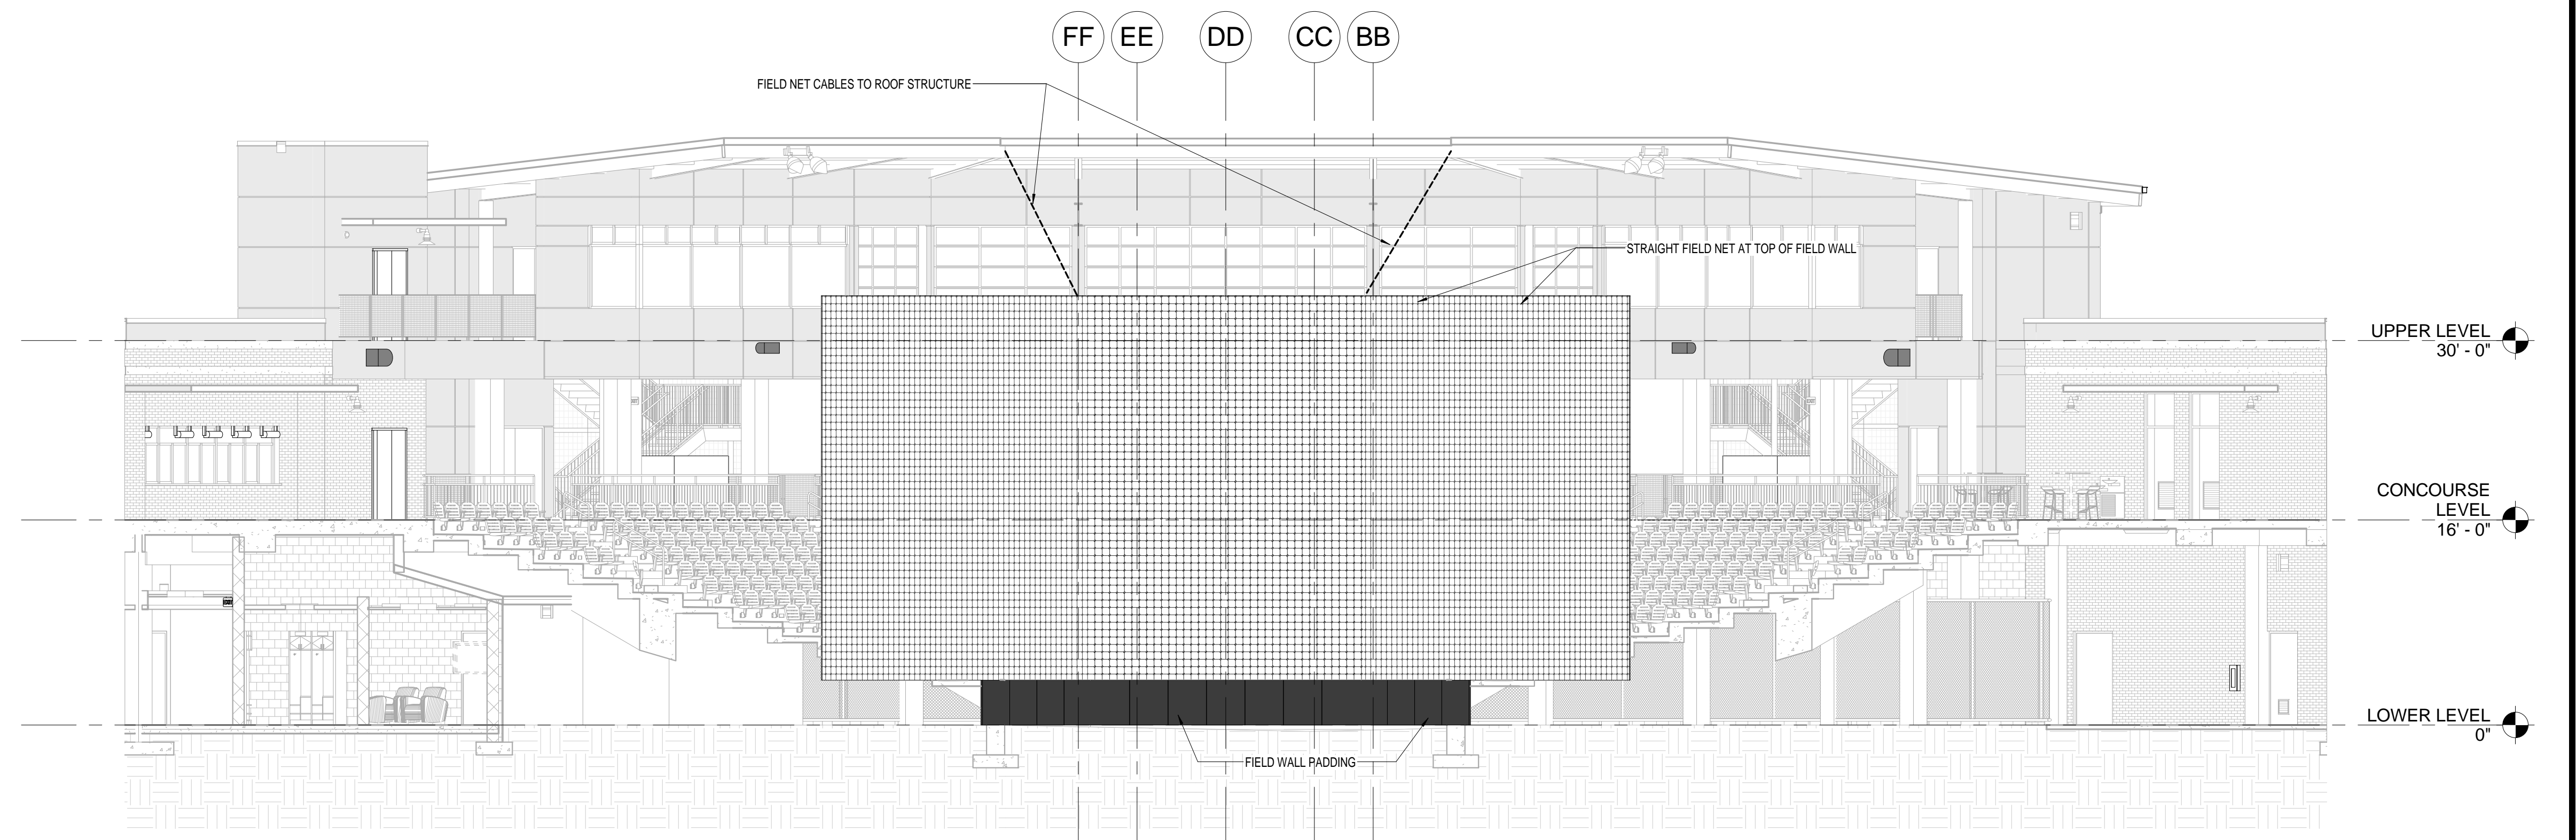 FF EE DD CC BB
FIELD NET CABLES TO ROOF STRUCTURE
STRAIGHT FIELD NET AT TOP OF FIELD WALL
UPPER LEVEL
30' - 0"
CONCOURSE
LEVEL
16' - 0"
LOWER LEVEL
0"
FIELD WALL PADDING